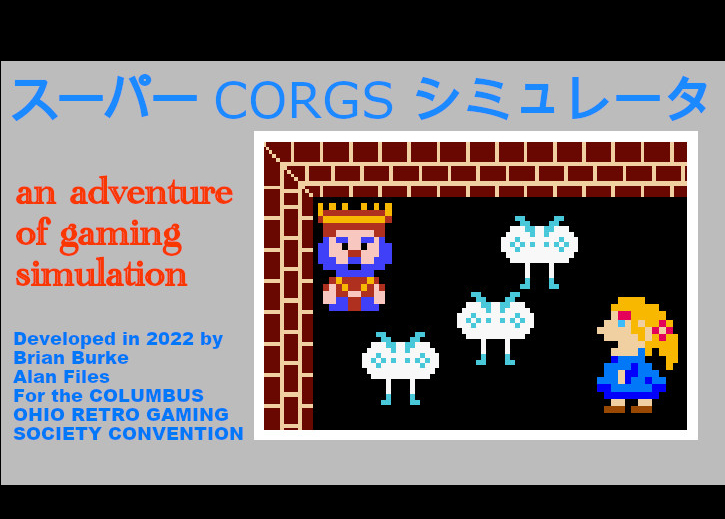 スーパー CORGS シミュレータ
an adventure
of gaming
simulation
Developed in 2022 by
Brian Burke
Alan Files
For the COLUMBUS
OHIO RETRO GAMING
SOCIETY CONVENTION